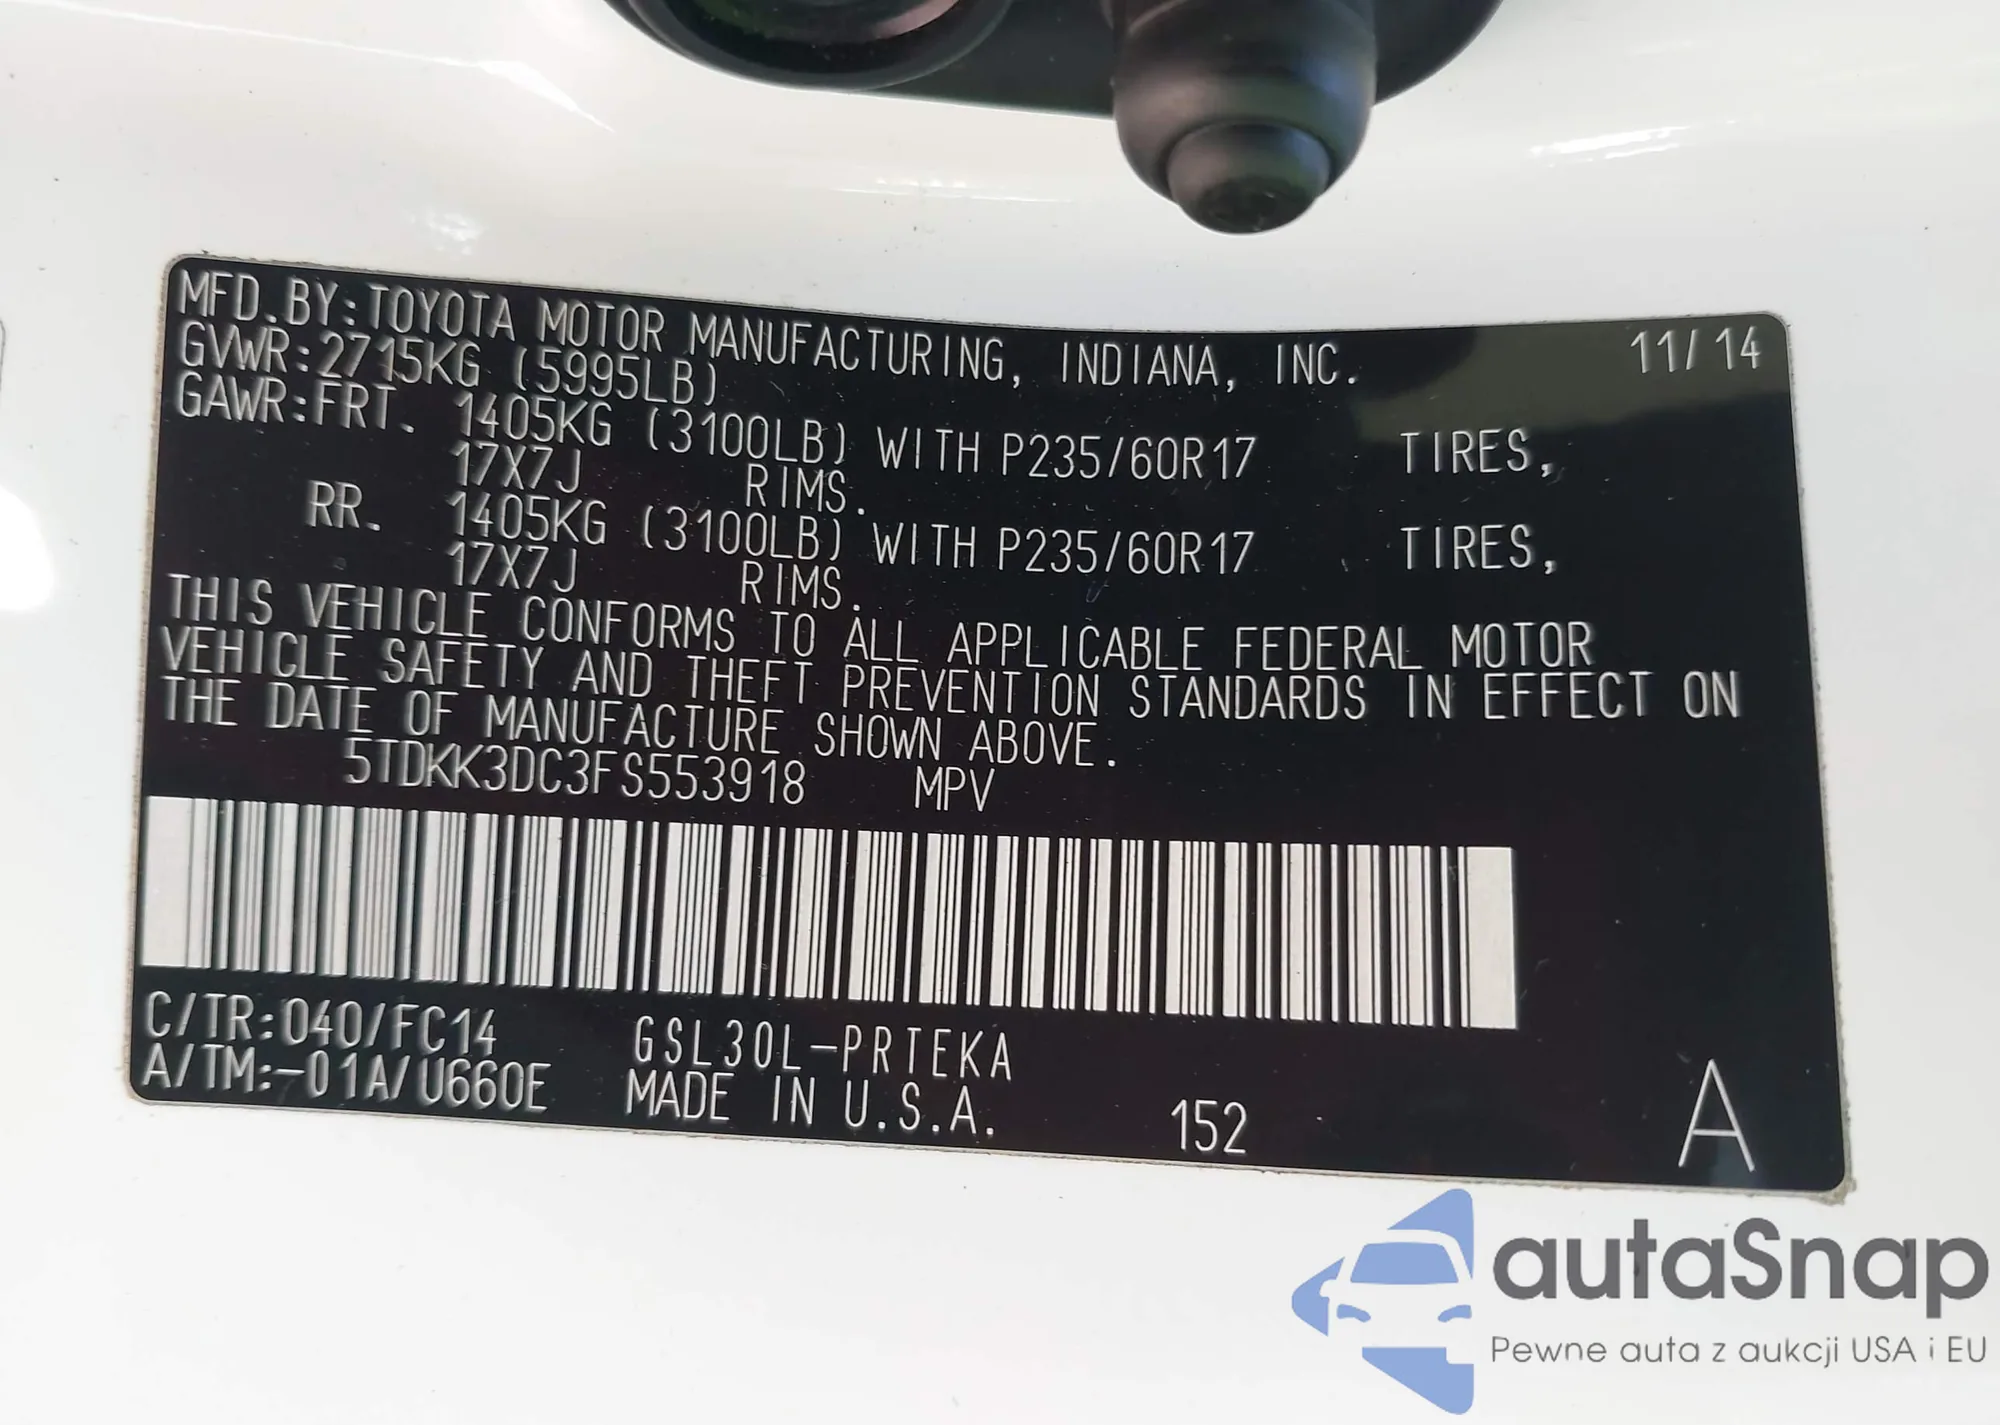 MFD. BY: TOYOTA MOTOR MANUFACTURING, INDIANA, INC. 11/14
GVWR: 2715KG (5995LB)
GAWR: FRT. 1405KG (3100LB) WITH P235/60R17 TIRES,
17X7J RIMS.
RR. 1405KG (3100LB) WITH P235/60R17 TIRES,
17X7J RIMS.
THIS VEHICLE CONFORMS TO ALL APPLICABLE FEDERAL MOTOR
VEHICLE SAFETY AND THEFT PREVENTION STANDARDS IN EFFECT ON
THE DATE OF MANUFACTURE SHOWN ABOVE.
5TDKK3DC3FS553918 MPV
C/TR: 040/FC14 GSL30L-PRTEKA
A/TM: -01A/U660E MADE IN U.S.A. 152 A
autaSnap
Pewne auta z aukcji USA i EU